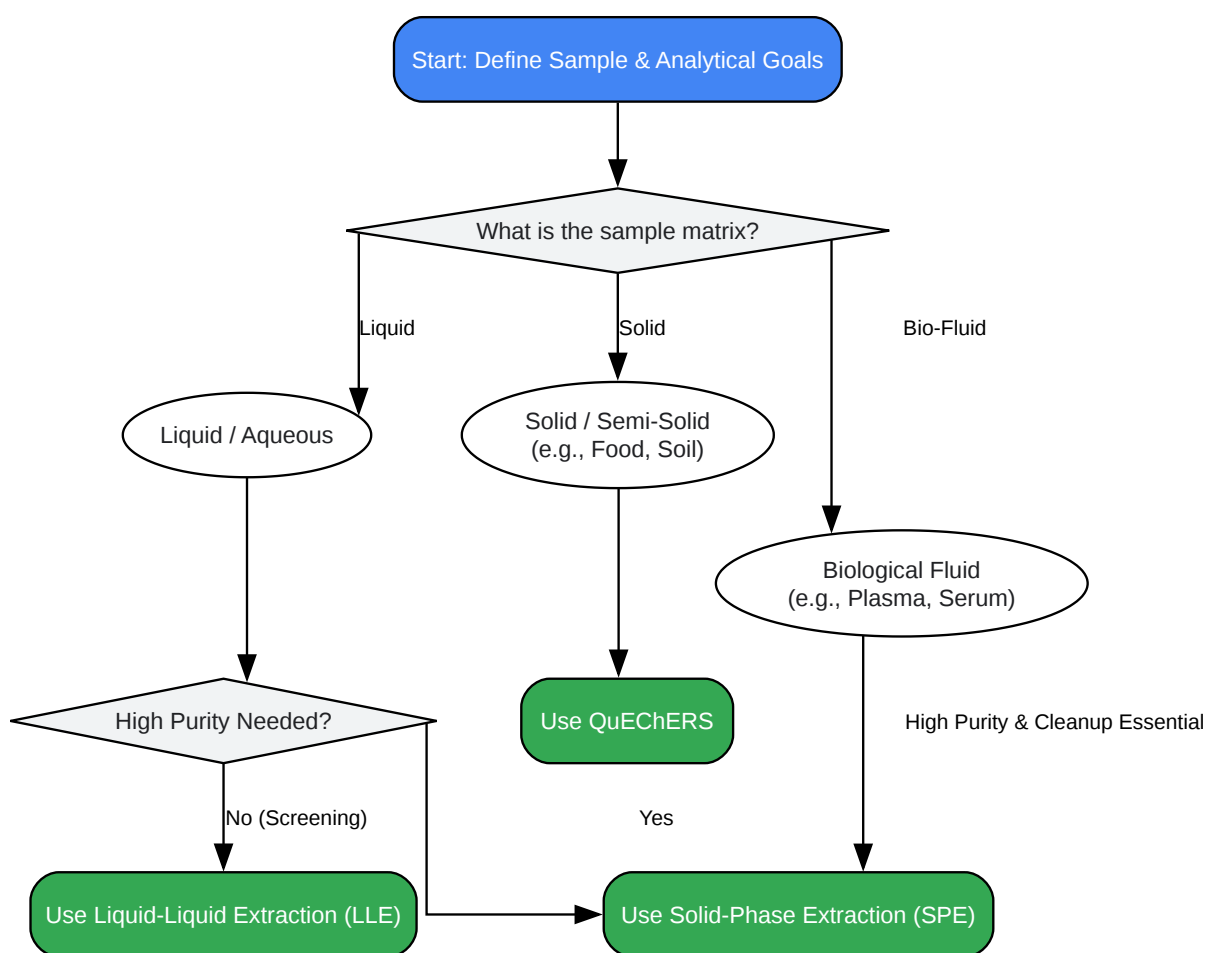 Start: Define Sample & Analytical Goals
What is the sample matrix?
Liquid
Solid
Bio-Fluid
Liquid / Aqueous
Solid / Semi-Solid
(e.g., Food, Soil)
Biological Fluid
(e.g., Plasma, Serum)
High Purity Needed?
Use QuEChERS
High Purity & Cleanup Essential
No (Screening)
Yes
Use Liquid-Liquid Extraction (LLE)
Use Solid-Phase Extraction (SPE)